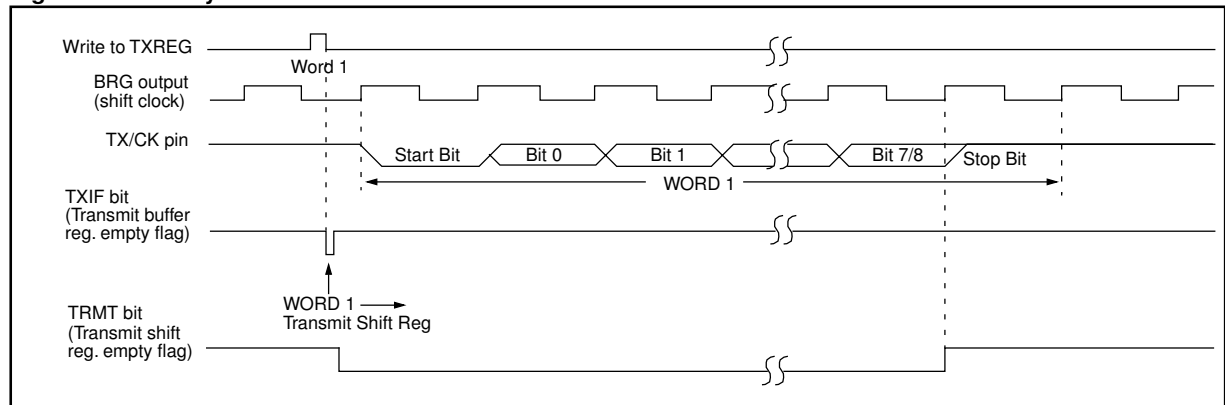 Write to TXREG
Word 1
BRG output
(shift clock)
TX/CK pin
Start Bit
Bit 0
Bit 1
Bit 7/8
Stop Bit
WORD 1
TXIF bit
(Transmit buffer
reg. empty flag)
WORD 1
Transmit Shift Reg
TRMT bit
(Transmit shift
reg. empty flag)